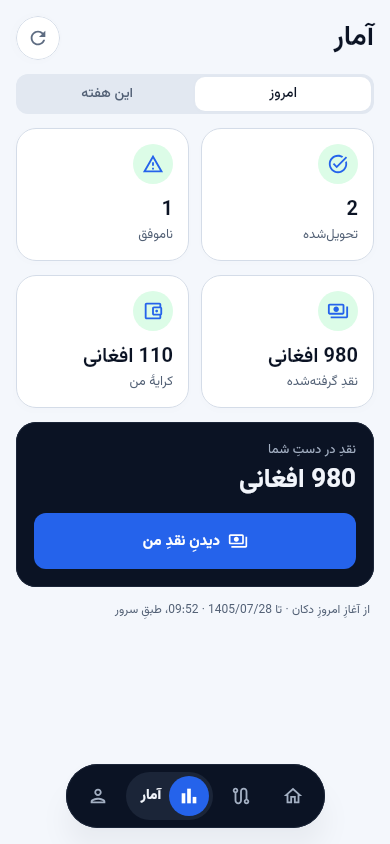 آمار
امروز
این هفته
2
تحویل‌شده
1
ناموفق
980 افغانی
نقدِ گرفته‌شده
110 افغانی
کرایهٔ من
نقدِ در دستِ شما
980 افغانی
دیدنِ نقدِ من
از آغازِ امروزِ دکان · تا 1405/07/28 · 09:52، طبقِ سرور
آمار